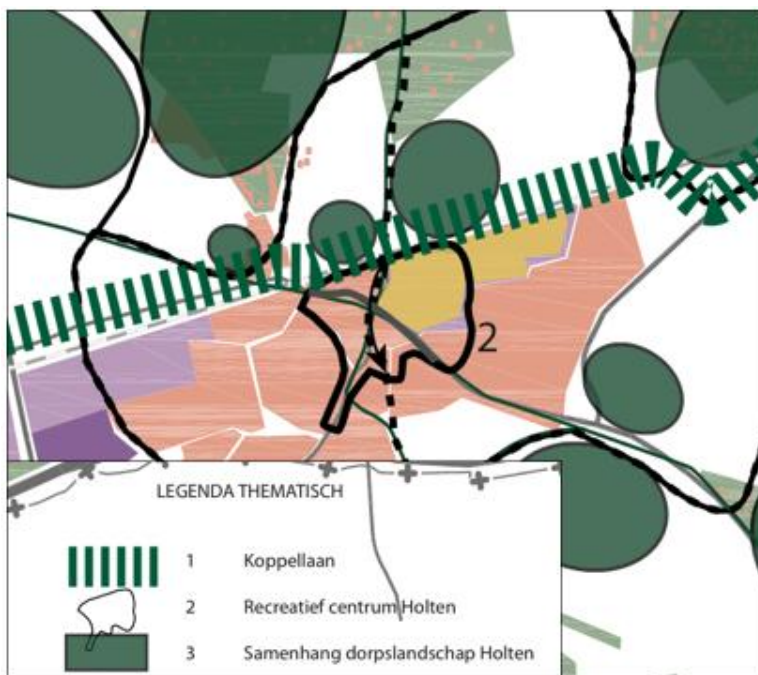 2
LEGENDA THEMATISCH
1 Koppellaan
2 Recreatief centrum Holten
3 Samenhang dorpslandschap Holten